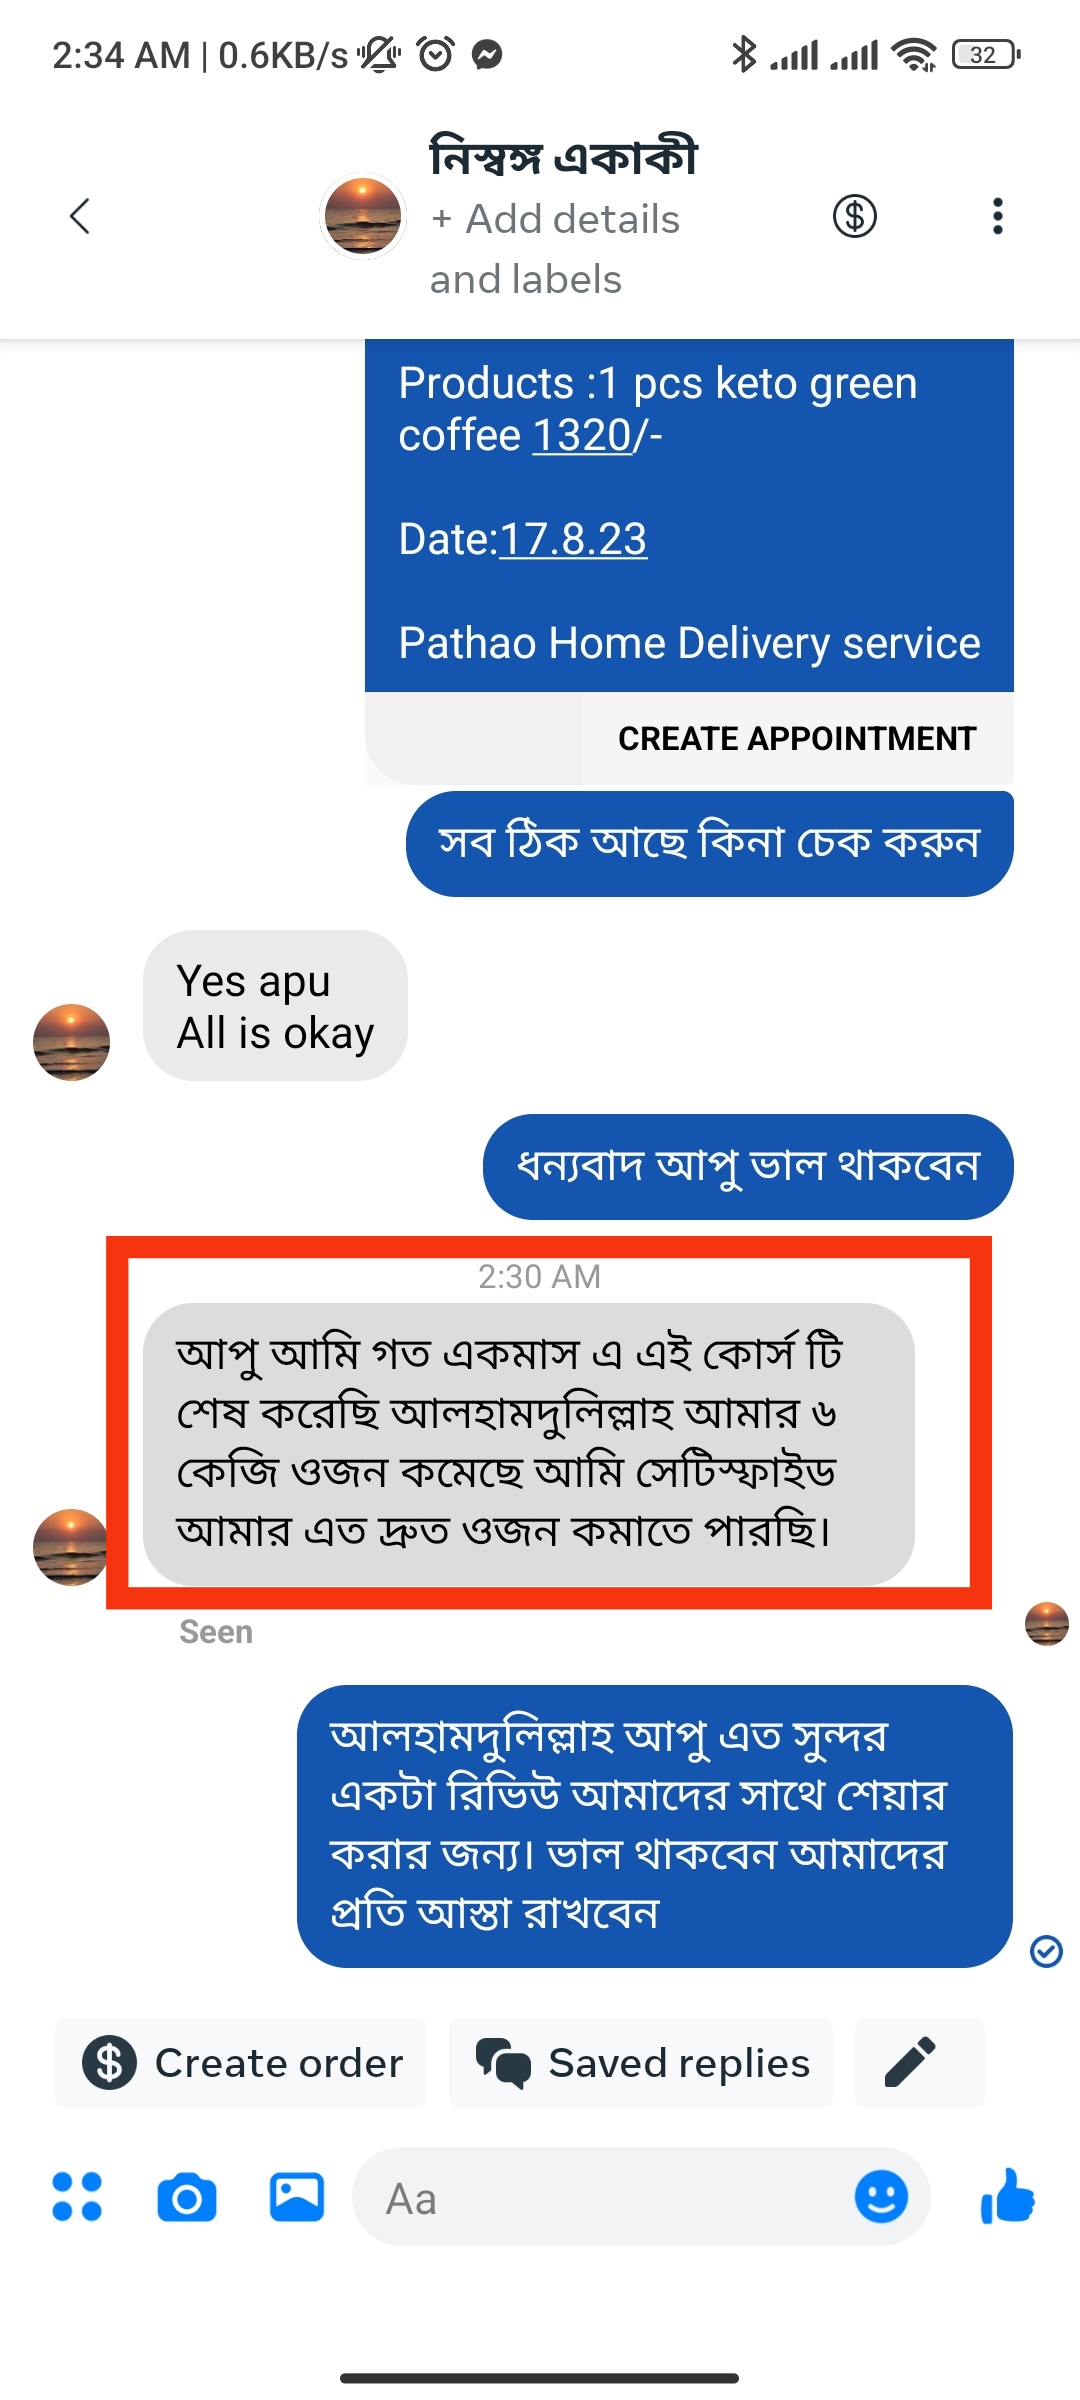 2:34 AM | 0.6KB/s
32
নিস্বঙ্গ একাকী
+ Add details
and labels
Products :1 pcs keto green
coffee 1320/-
Date:17.8.23
Pathao Home Delivery service
CREATE APPOINTMENT
সব ঠিক আছে কিনা চেক করুন
Yes apu
All is okay
ধন্যবাদ আপু ভাল থাকবেন
2:30 AM
আপু আমি গত একমাস এ এই কোর্স টি
শেষ করেছি আলহামদুলিল্লাহ আমার ৬
কেজি ওজন কমেছে আমি সেটিস্ফাইড
আমার এত দ্রুত ওজন কমাতে পারছি।
Seen
আলহামদুলিল্লাহ আপু এত সুন্দর
একটা রিভিউ আমাদের সাথে শেয়ার
করার জন্য। ভাল থাকবেন আমাদের
প্রতি আস্তা রাখবেন
Create order
Saved replies
Aa